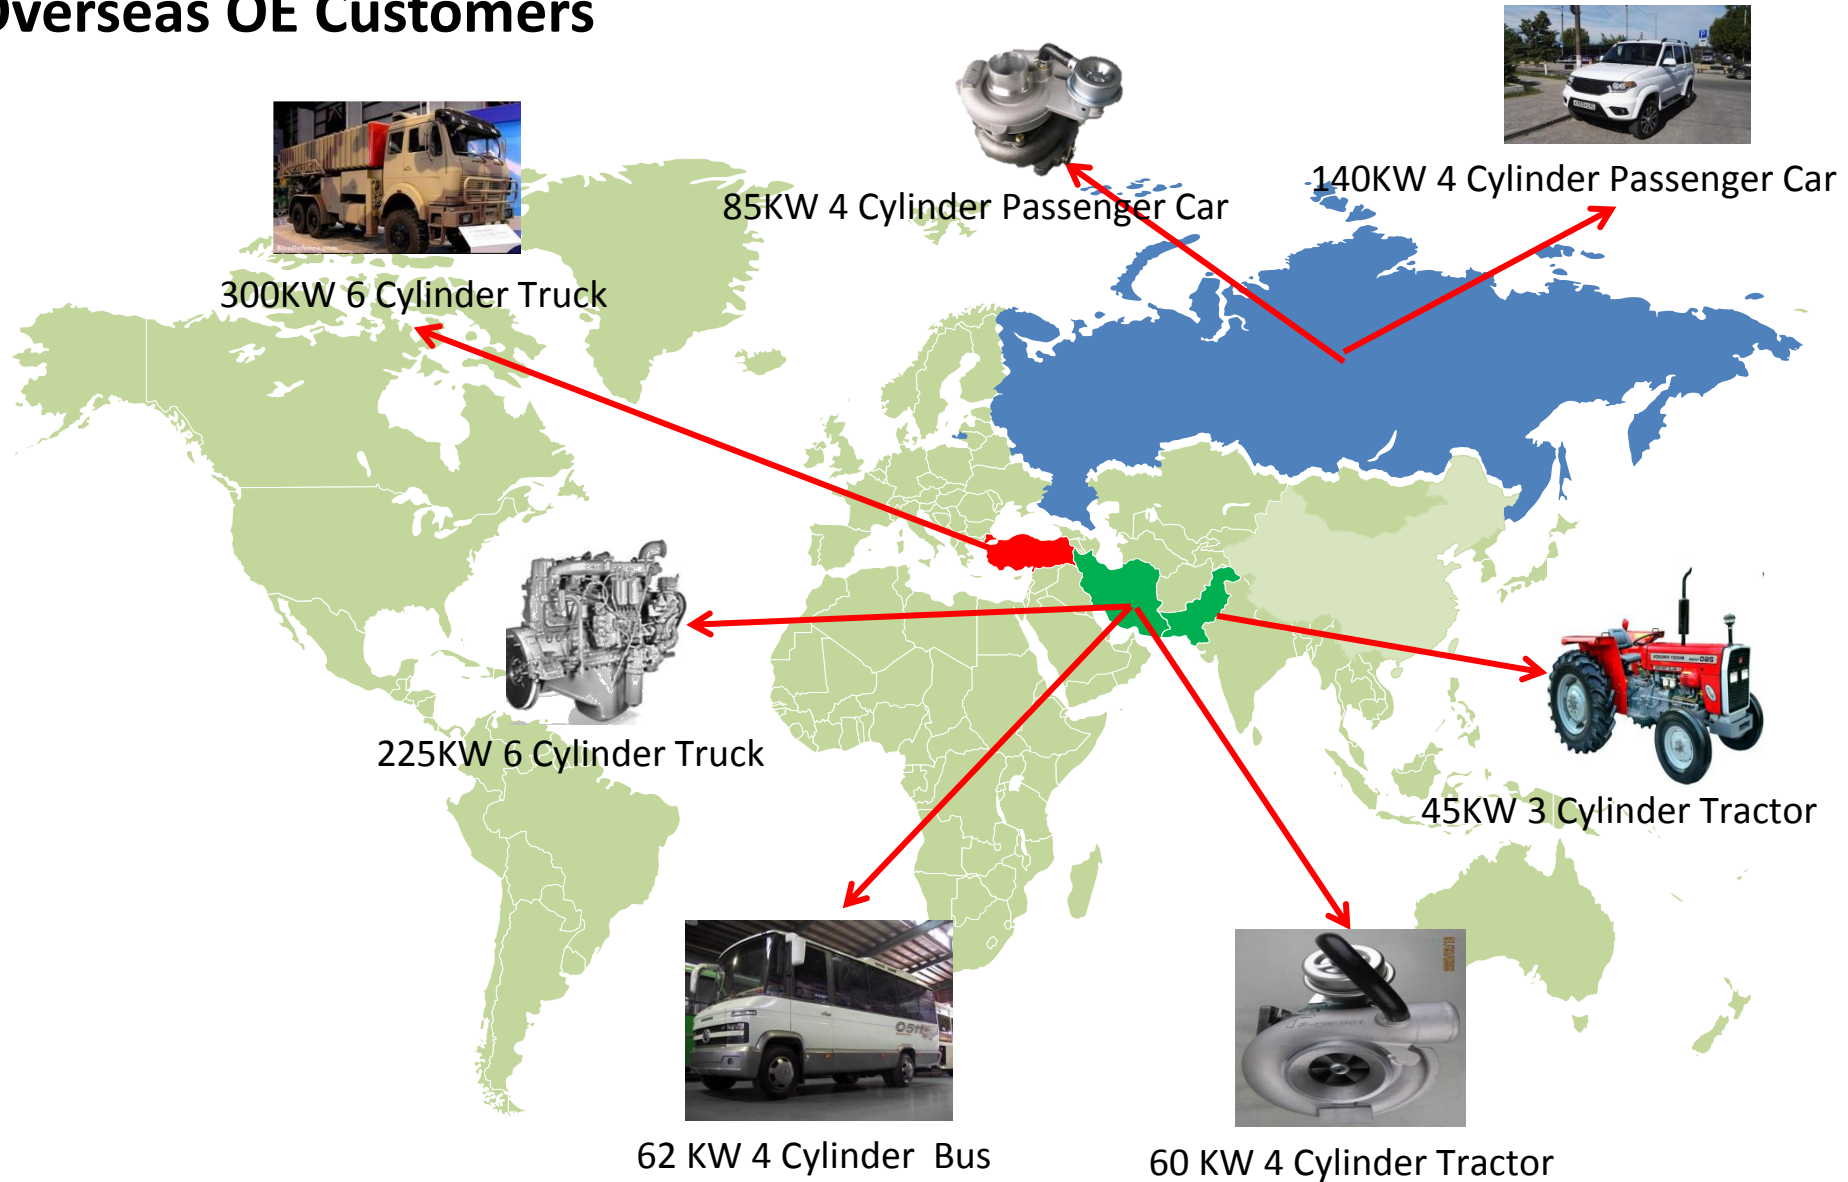 Overseas OE Customers
85KW 4 Cylinder Passenger Car
140KW 4 Cylinder Passenger Car
300KW 6 Cylinder Truck
225KW 6 Cylinder Truck
45KW 3 Cylinder Tractor
62 KW 4 Cylinder  Bus
60 KW 4 Cylinder Tractor